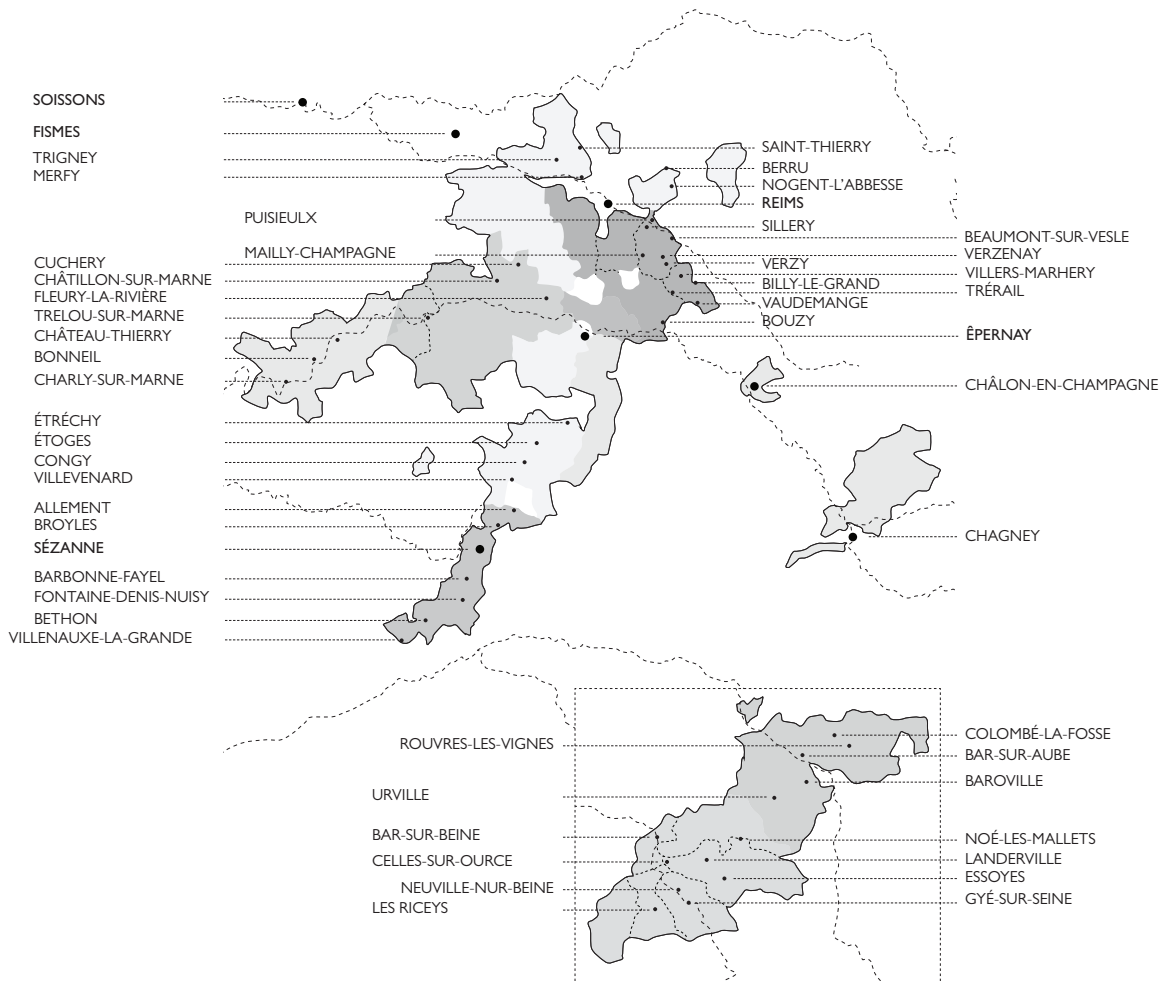 SOISSONS
FISMES
TRIGNEY
MERFY
PUISIEULX
MAILLY-CHAMPAGNE
CUCHERY
CHÂTILLON-SUR-MARNE
FLEURY-LA-RIVIÈRE
TRELOU-SUR-MARNE
CHÂTEAU-THIERRY
BONNEIL
CHARLY-SUR-MARNE
ÉTRÉCHY
ÉTOGES
CONGY
VILLEVENARD
ALLEMENT
BROYLES
SÉZANNE
BARBONNE-FAYEL
FONTAINE-DENIS-NUISY
BETHON
VILLENAUXE-LA-GRANDE
SAINT-THIERRY
BERRU
NOGENT-L'ABBESSE
REIMS
SILLERY
BEAUMONT-SUR-VESLE
VERZENAY
VERZY
VILLERS-MARHERY
BILLY-LE-GRAND
TRÉRAIL
VAUDEMANGE
BOUZY
ÊPERNAY
CHÂLON-EN-CHAMPAGNE
CHAGNEY
ROUVRES-LES-VIGNES
URVILLE
BAR-SUR-BEINE
CELLES-SUR-OURCE
NEUVILLE-NUR-BEINE
LES RICEYS
COLOMBÉ-LA-FOSSE
BAR-SUR-AUBE
BAROVILLE
NOÉ-LES-MALLETS
LANDERVILLE
ESSOYES
GYÉ-SUR-SEINE